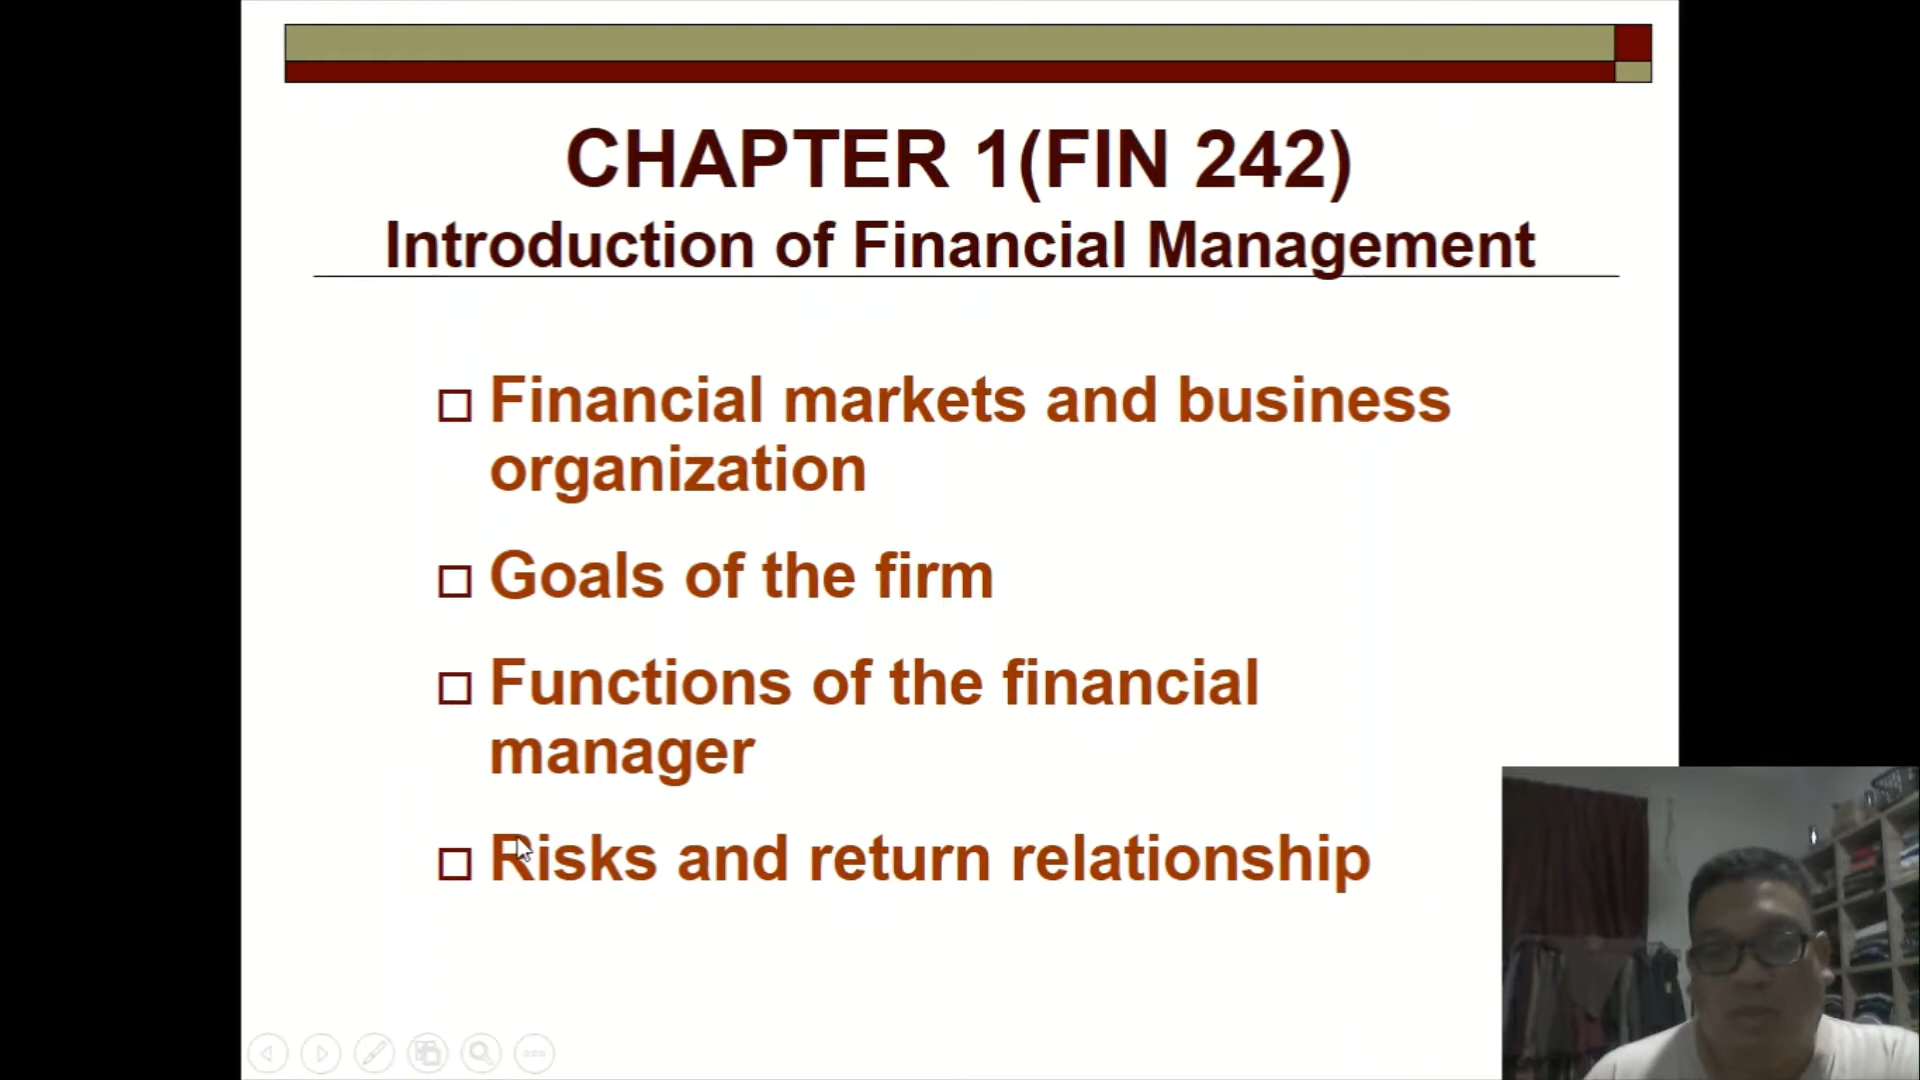 CHAPTER 1(FIN 242)
Introduction of Financial Management
Financial markets and business
organization
Goals of the firm
Functions of the financial
manager
Risks and return relationship